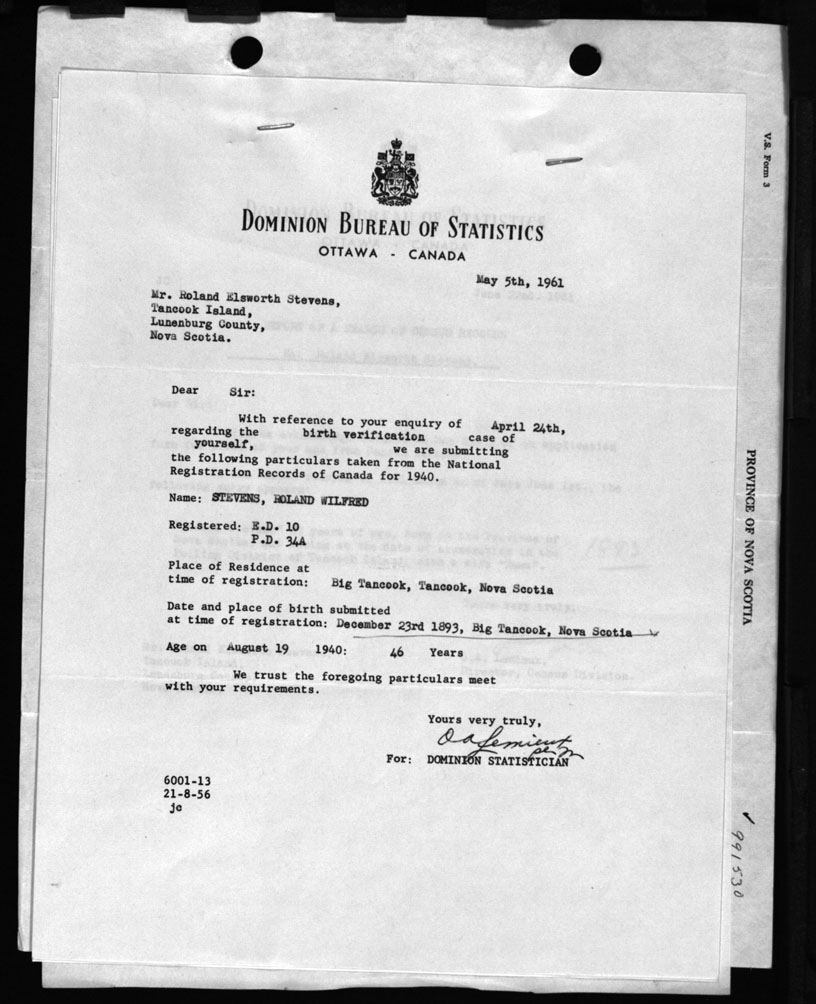 DOMINION BUREAU OF STATISTICS
OTTAWA - CANADA
May 5th, 1961
Mr. Roland Elsworth Stevens,
Tancook Island,
Lunenburg County,
Nova Scotia.
Dear Sir:
With reference to your enquiry of April 24th,
regarding the birth verification case of
yourself, we are submitting
the following particulars taken from the National
Registration Records of Canada for 1940.
Name: STEVENS, ROLAND WILFRED
Registered: E.D. 10
P.D. 34A
Place of Residence at
time of registration: Big Tancook, Tancook, Nova Scotia
Date and place of birth submitted
at time of registration: December 23rd 1893, Big Tancook, Nova Scotia
Age on August 19 1940: 46 Years
We trust the foregoing particulars meet
with your requirements.
Yours very truly,
For: DOMINION STATISTICIAN
6001-13
21-8-56
jc
V.S. Form 3
PROVINCE OF NOVA SCOTIA
991530